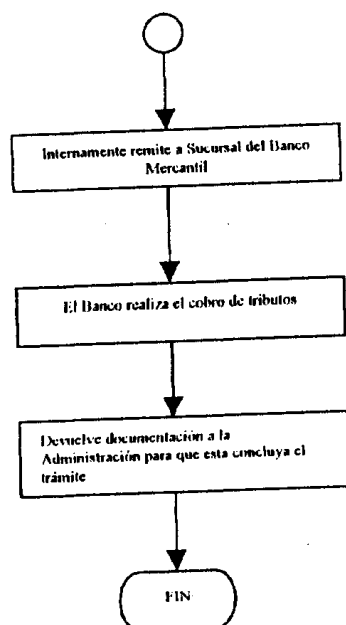 Internamente remite a Sucursal del Banco
Mercantil
El Banco realiza el cobro de tributos
Devuelve documentación a la
Administración para que esta concluya el
trámite
FIN